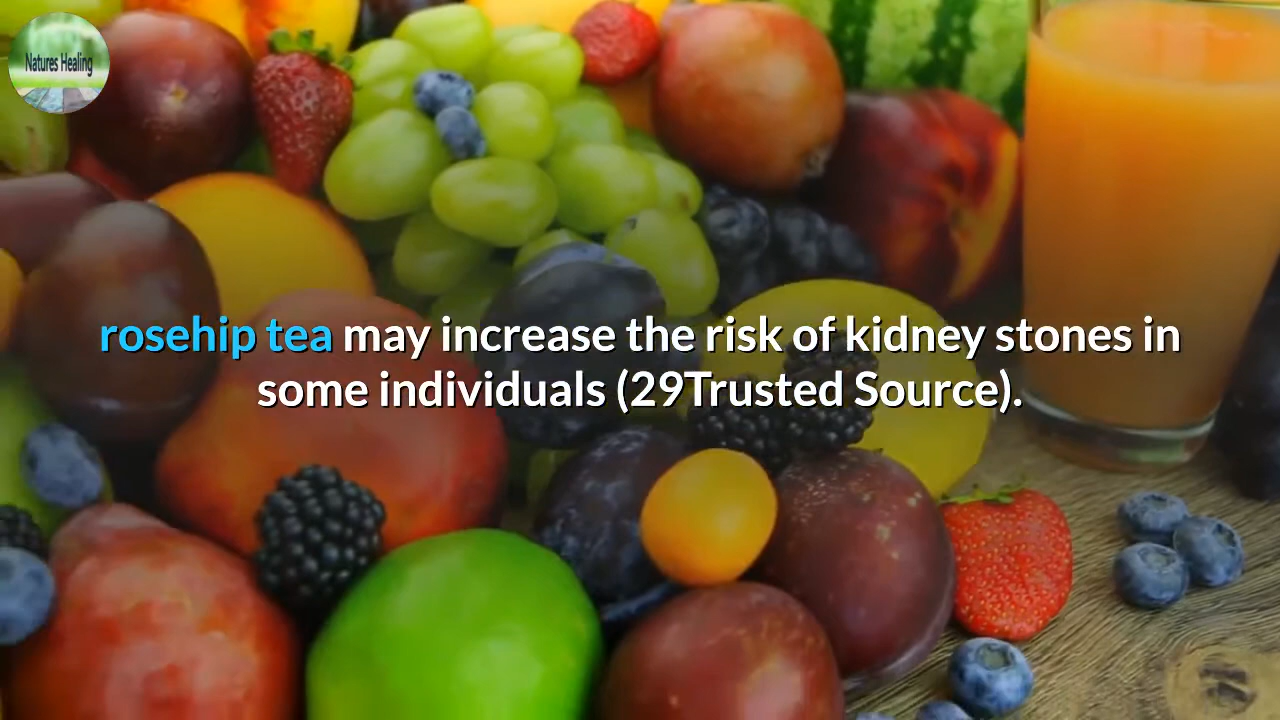 Natures Healing
rosehip tea may increase the risk of kidney stones in
some individuals (29Trusted Source).